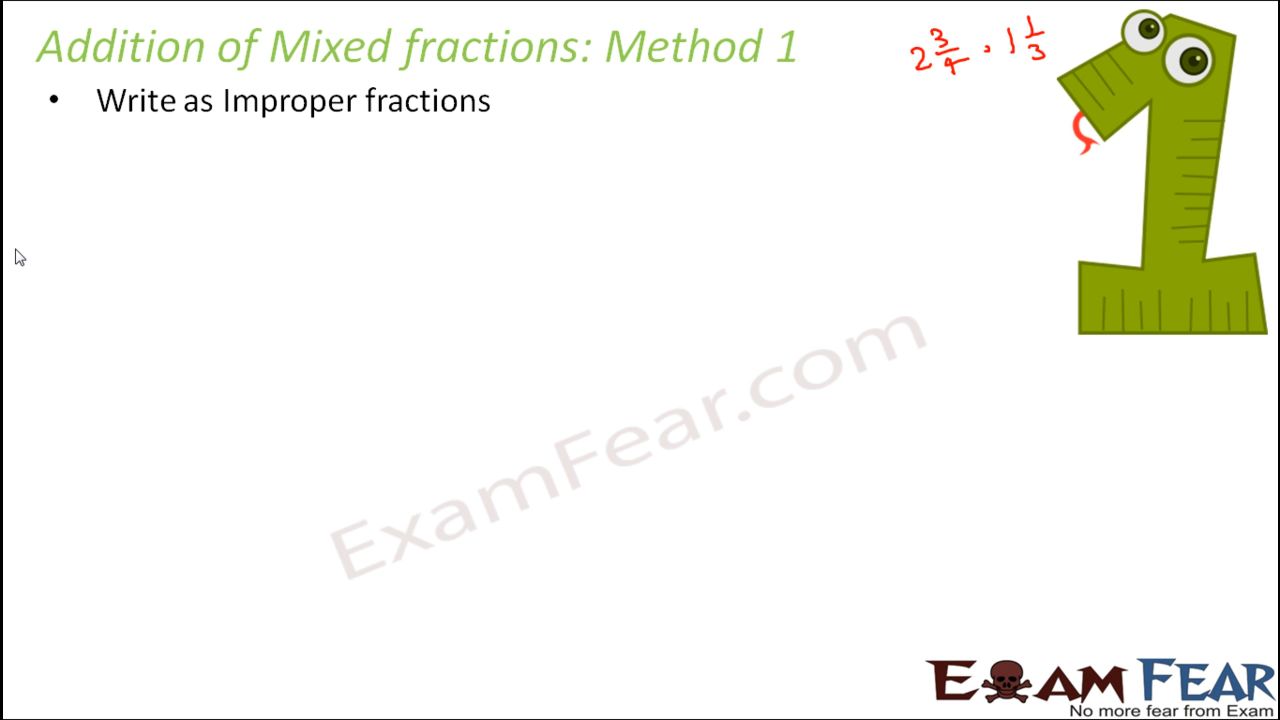 Addition of Mixed fractions: Method 1
2 3/4 , 1 1/3
• Write as Improper fractions
ExamFear.com
EXAM FEAR
No more fear from Exam